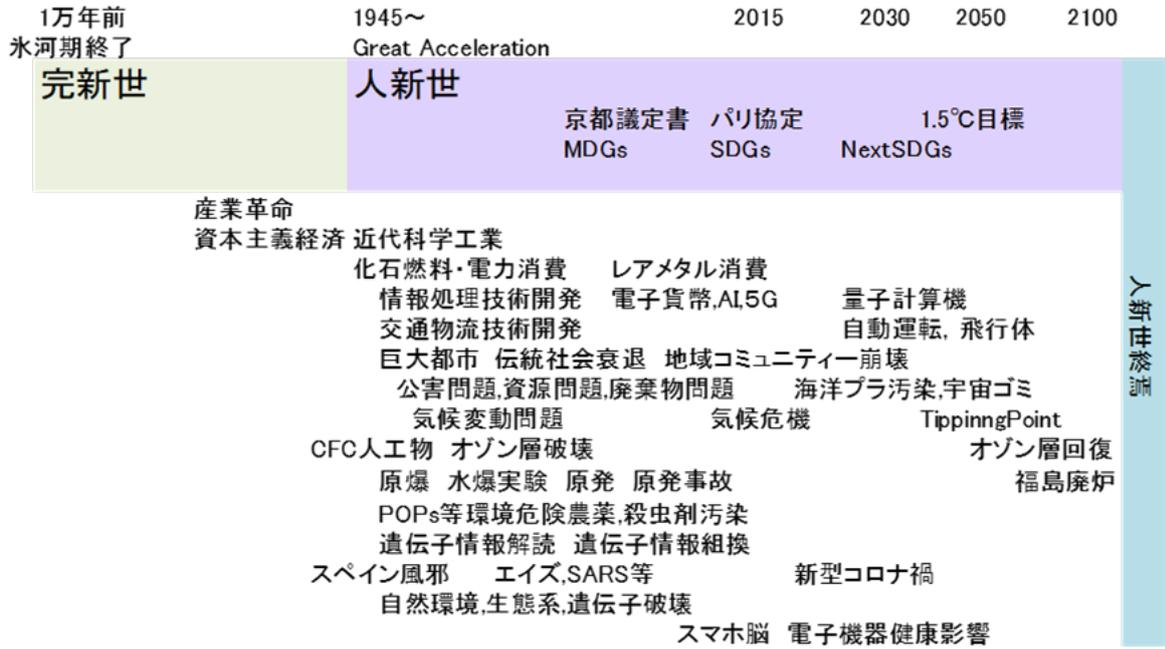 1万年前 1945～ 2015 2030 2050 2100
氷河期終了 Great Acceleration
完新世 人新世
京都議定書 パリ協定 1.5℃目標
MDGs SDGs NextSDGs
産業革命
資本主義経済 近代科学工業
化石燃料・電力消費 レアメタル消費
情報処理技術開発 電子貨幣,AI,5G 量子計算機
交通物流技術開発 自動運転, 飛行体
巨大都市 伝統社会衰退 地域コミュニティー崩壊
公害問題,資源問題,廃棄物問題 海洋プラ汚染,宇宙ゴミ
気候変動問題 気候危機 TippinngPoint
CFC人工物 オゾン層破壊 オゾン層回復
原爆 水爆実験 原発 原発事故 福島廃炉
POPs等環境危険農薬,殺虫剤汚染
遺伝子情報解読 遺伝子情報組換
スペイン風邪 エイズ,SARS等 新型コロナ禍
自然環境,生態系,遺伝子破壊
スマホ脳 電子機器健康影響
人新世終焉